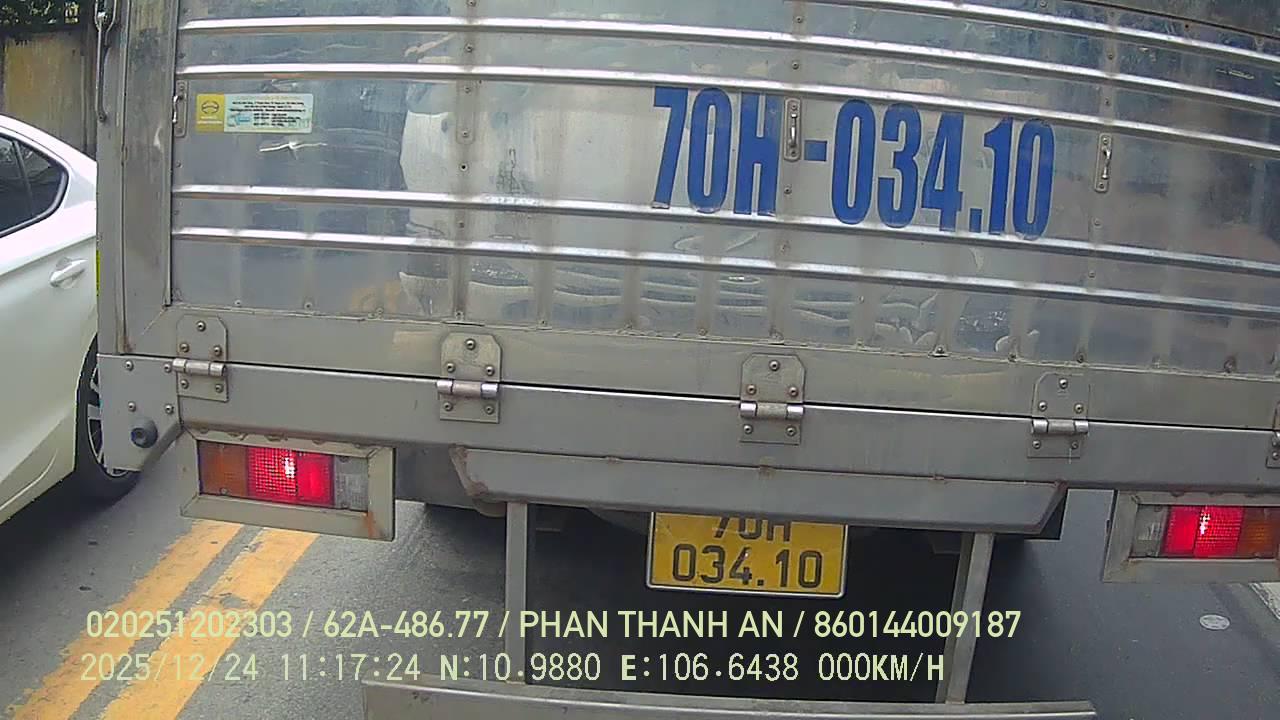 70H-034.10
70H
034.10
020251202303 / 62A-486.77 / PHAN THANH AN / 860144009187
2025/12/24 11:17:24 N:10.9880 E:106.6438 000KM/H